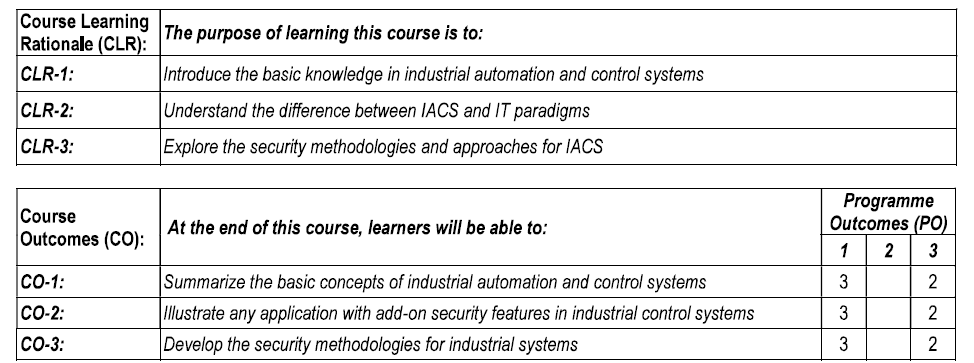 Course Learning Rationale (CLR): The purpose of learning this course is to:
CLR-1: Introduce the basic knowledge in industrial automation and control systems
CLR-2: Understand the difference between IACS and IT paradigms
CLR-3: Explore the security methodologies and approaches for IACS
Course Outcomes (CO): At the end of this course, learners will be able to: Programme Outcomes (PO)
1 2 3
CO-1: Summarize the basic concepts of industrial automation and control systems 3 2
CO-2: Illustrate any application with add-on security features in industrial control systems 3 2
CO-3: Develop the security methodologies for industrial systems 3 2